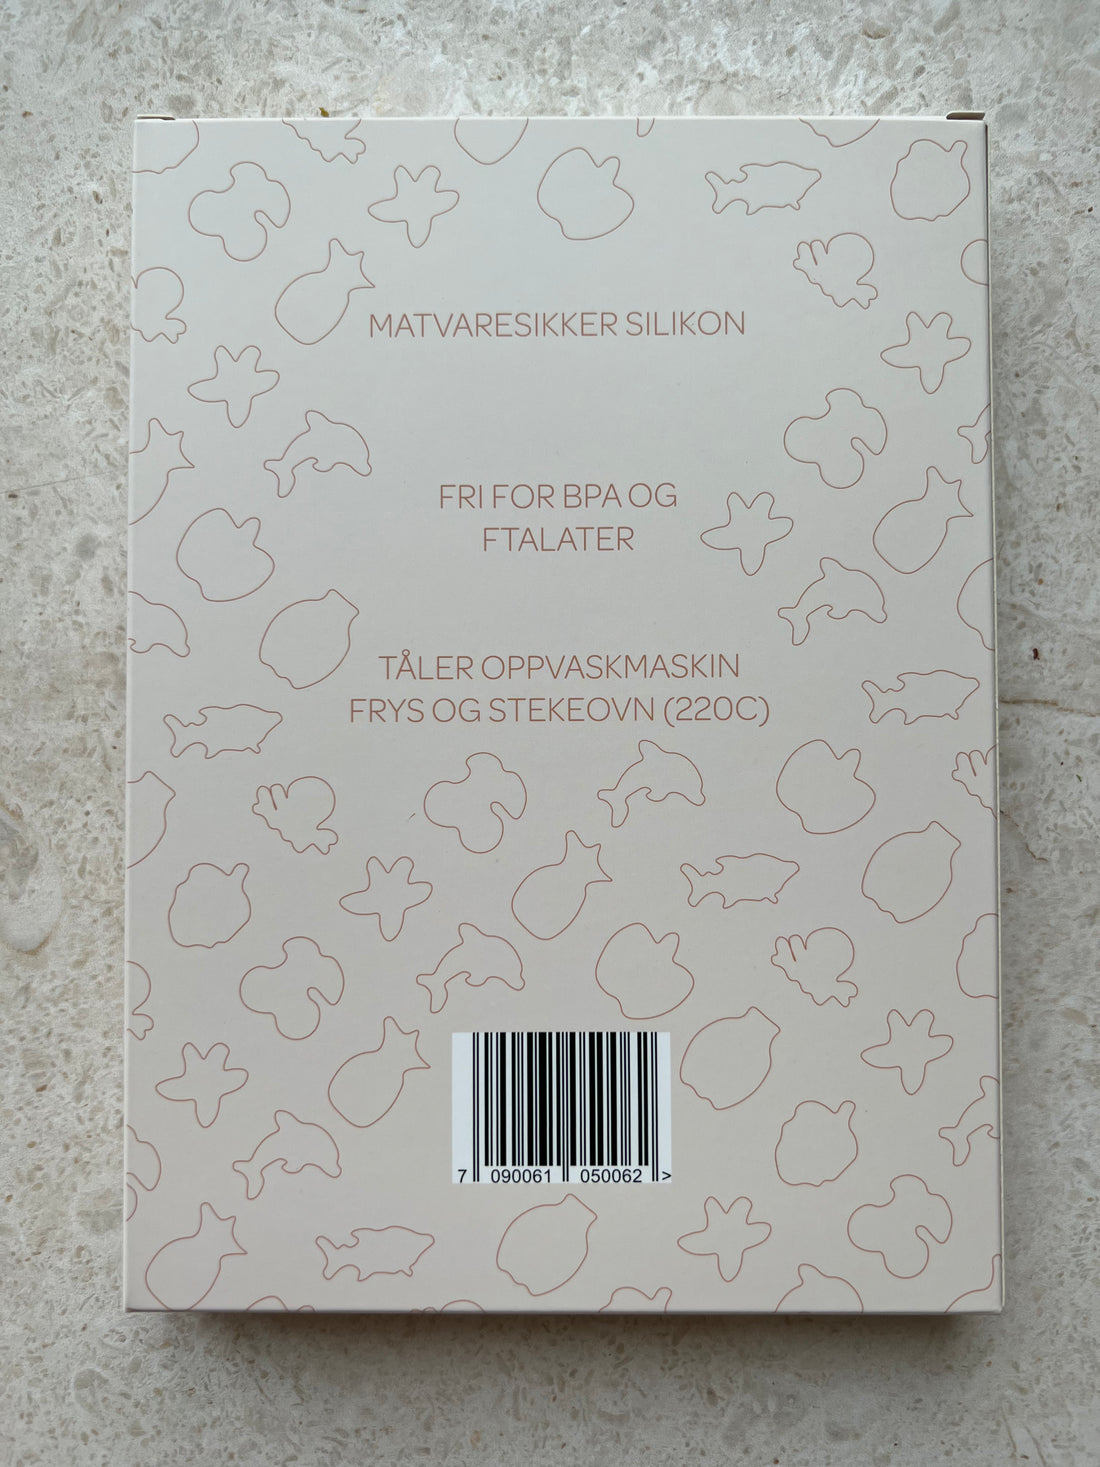 MATVARESIKKER SILIKON
FRI FOR BPA OG
FTALATER
TÅLER OPPVASKMASKIN
FRYS OG STEKEOVN (220C)
7 090061 050062 >